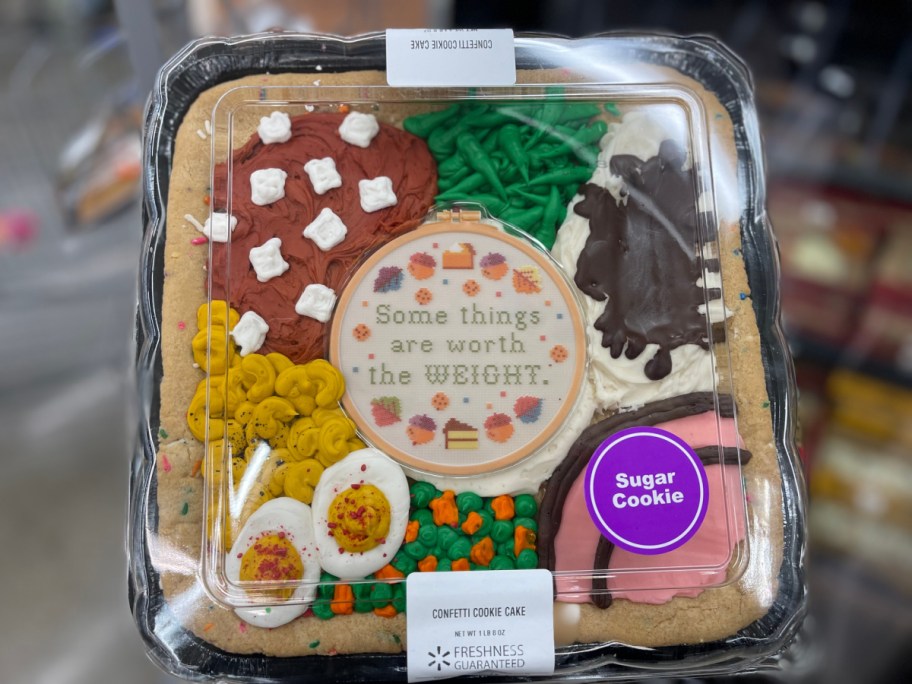 CONFETTI COOKIE CAKE
Some things
are worth
the WEIGHT.
Sugar
Cookie
CONFETTI COOKIE CAKE
NET WT 1 LB 8 OZ
FRESHNESS
GUARANTEED